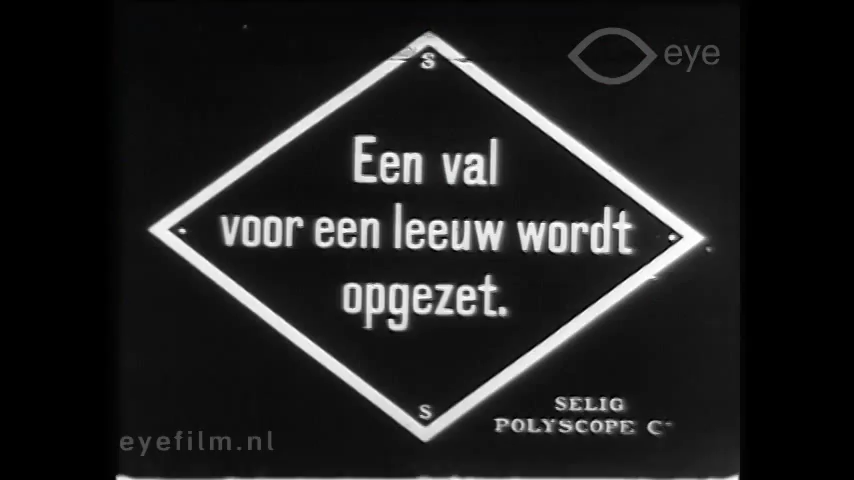 S
eye
Een val
voor een leeuw wordt
opgezet.
S
SELIG
POLYSCOPE Co
eyefilm.nl